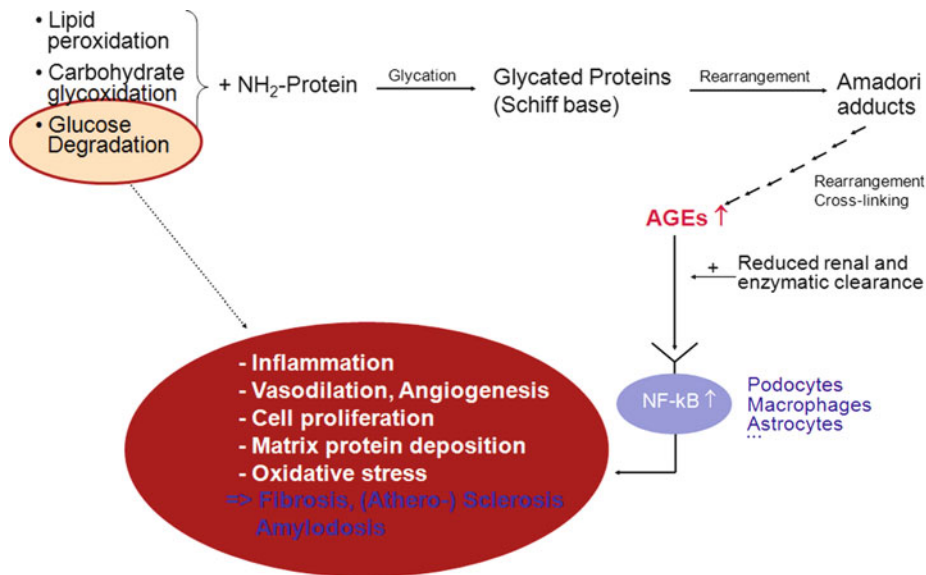 • Lipid
peroxidation
• Carbohydrate
glycoxidation
• Glucose
Degradation
+ NH₂-Protein
Glycation
Glycated Proteins
(Schiff base)
Rearrangement
Amadori
adducts
Rearrangement
Cross-linking
AGEs ↑
+
Reduced renal and
enzymatic clearance
NF-kB ↑
Podocytes
Macrophages
Astrocytes
...
- Inflammation
- Vasodilation, Angiogenesis
- Cell proliferation
- Matrix protein deposition
- Oxidative stress
=> Fibrosis, (Athero-) Sclerosis
Amylodosis